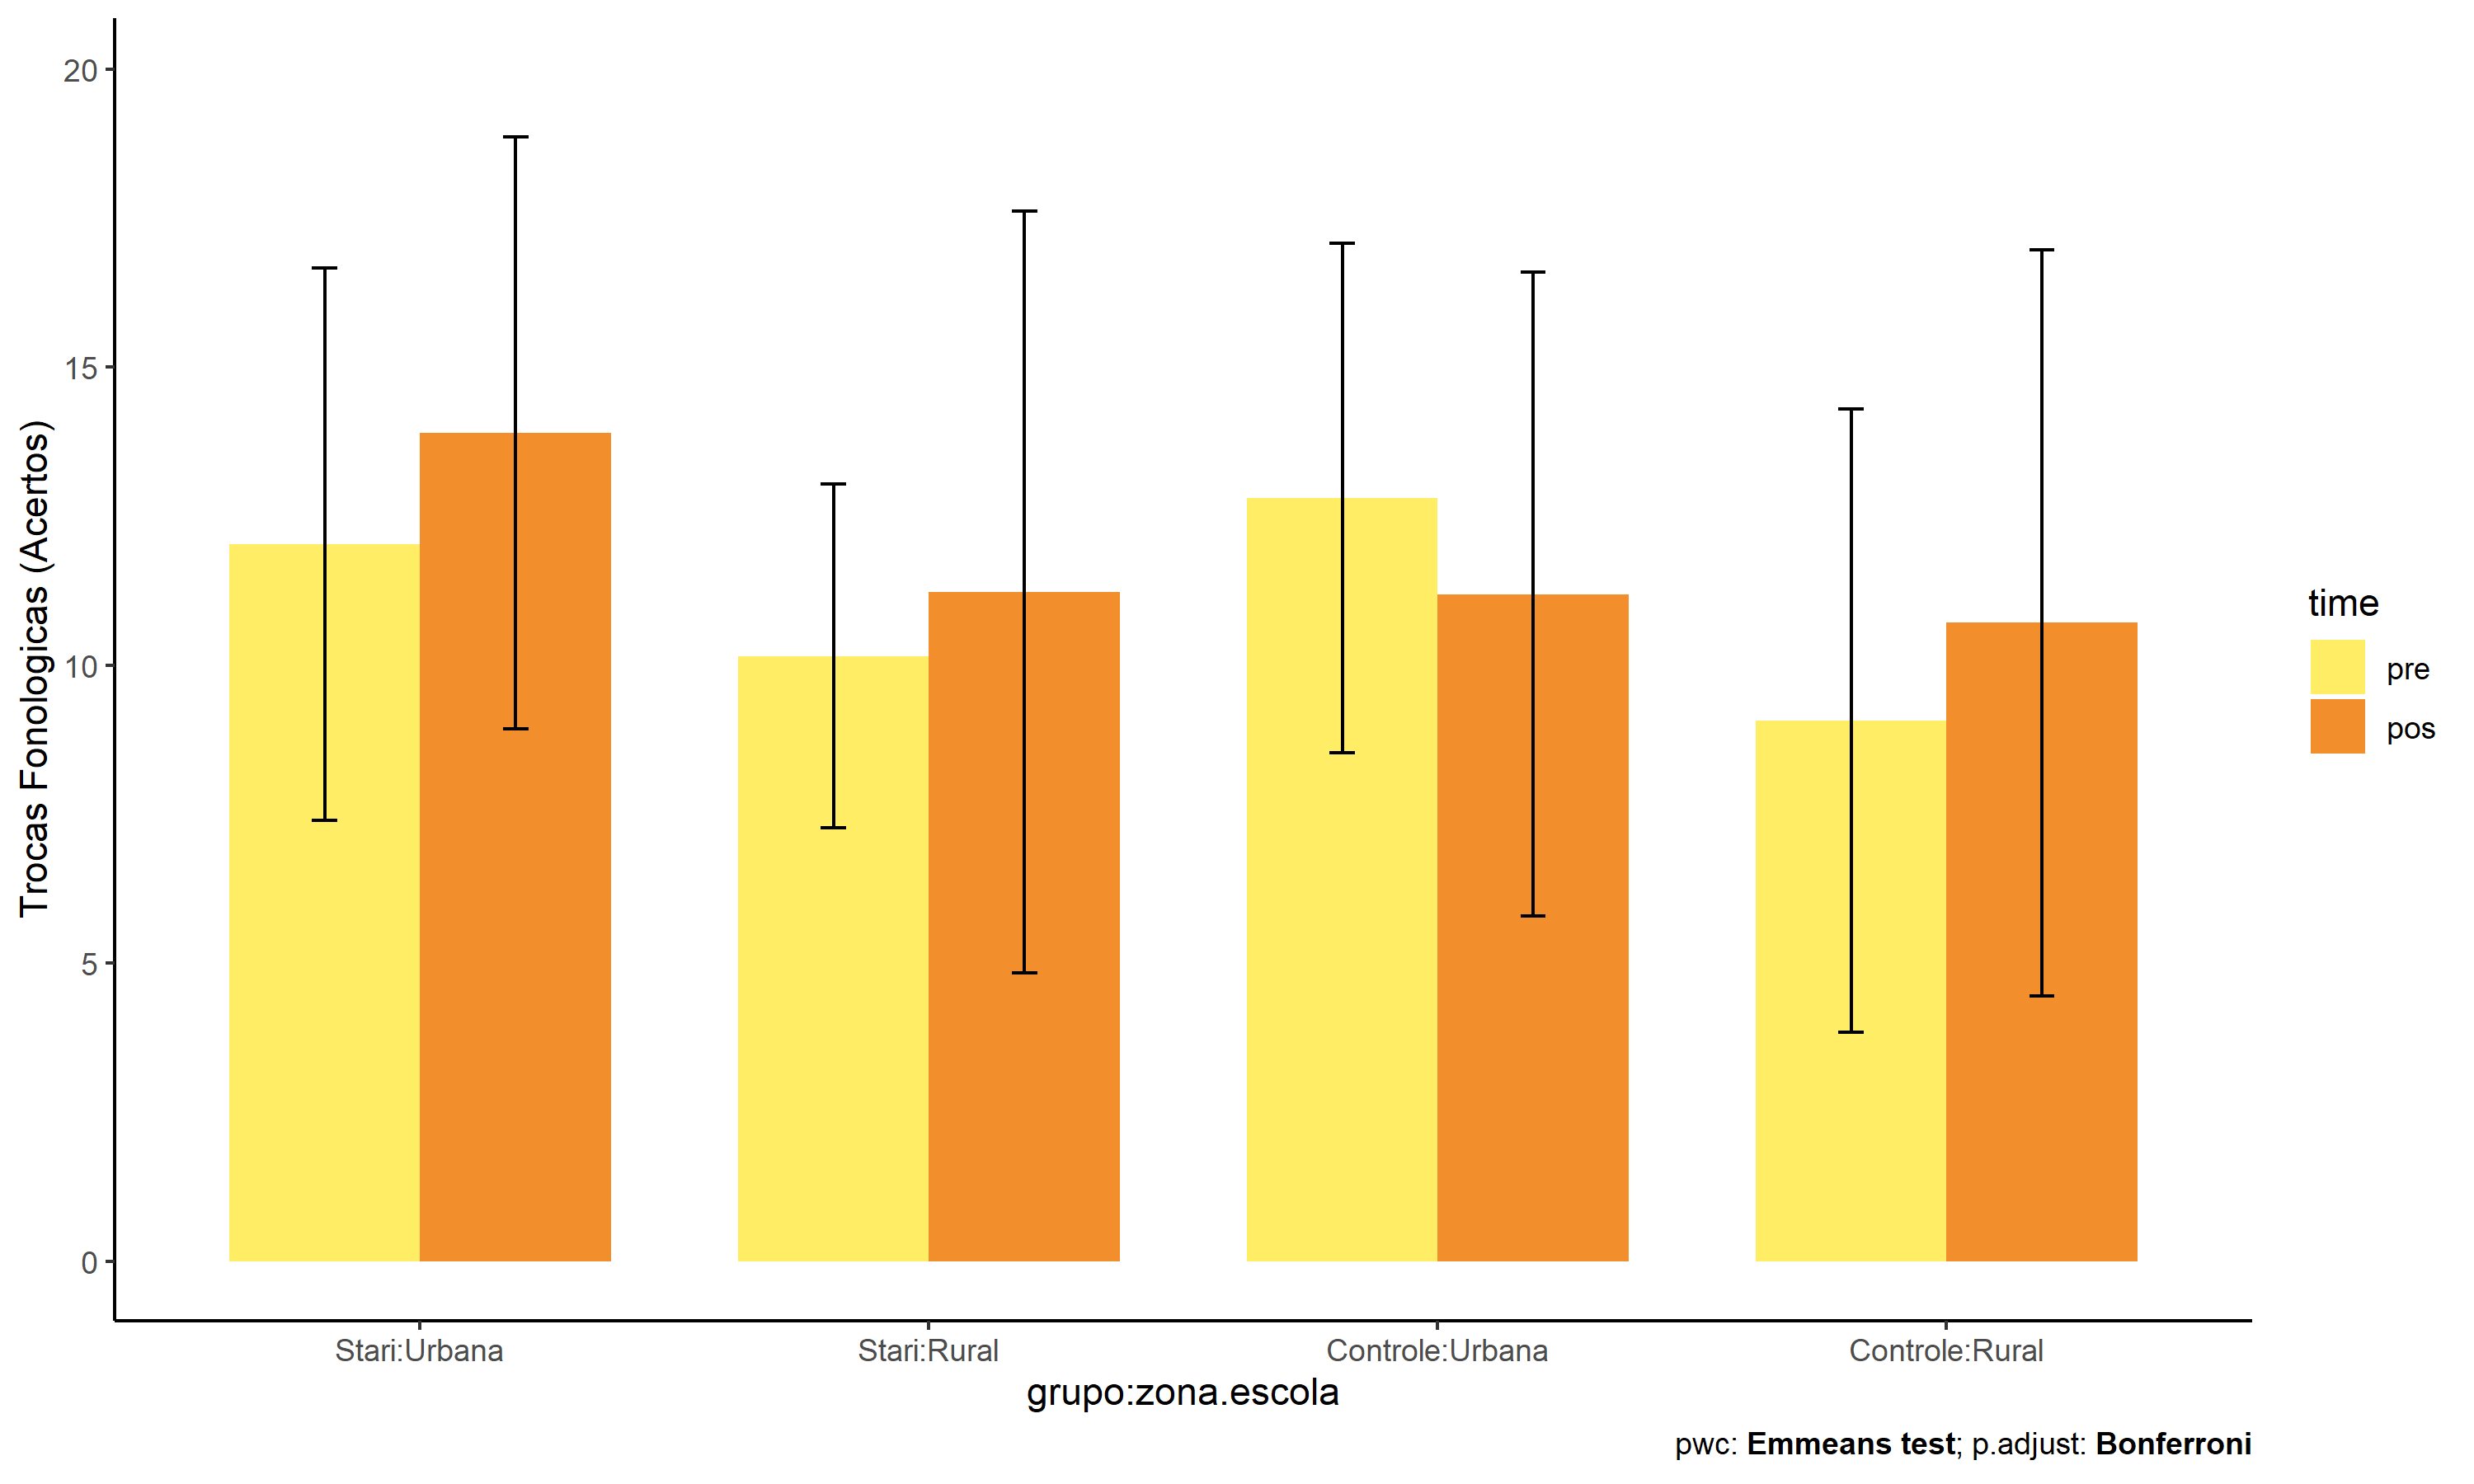 Trocas Fonologicas (Acertos)
20
15
10
5
0
Stari:Urbana
Stari:Rural
Controle:Urbana
Controle:Rural
grupo:zona.escola
time
pre
pos
pwc: Emmeans test; p.adjust: Bonferroni